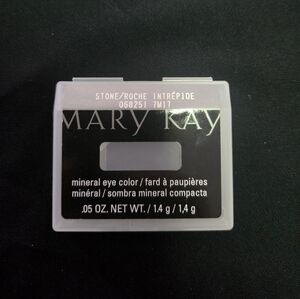 STONE/ROCHE INTRÉPIDE
068251 7M17
MARY KAY
mineral eye color / fard à paupières
minéral / sombra mineral compacta
.05 OZ. NET WT. / 1.4 g / 1,4 g